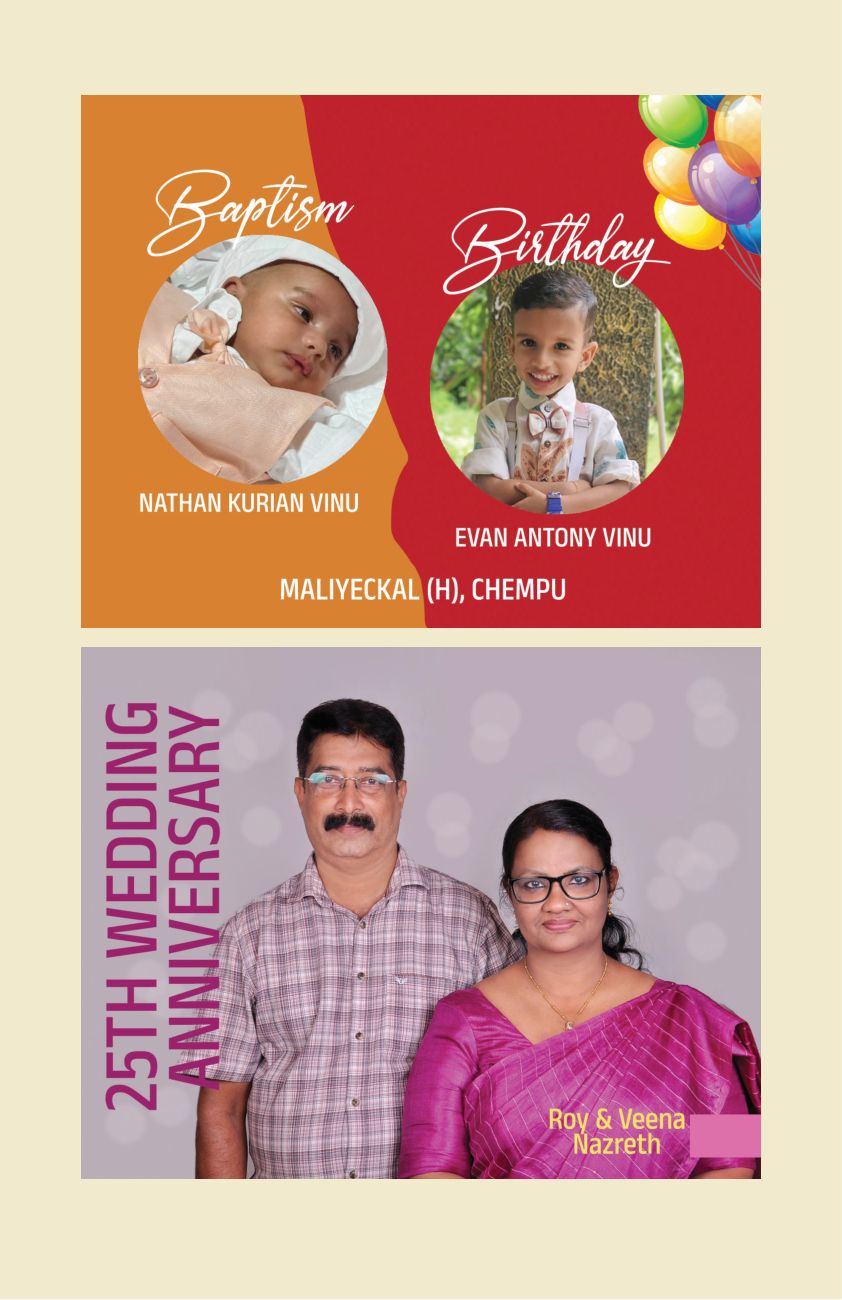 Baptism
Birthday
NATHAN KURIAN VINU
EVAN ANTONY VINU
MALIYECKAL (H), CHEMPU
25TH WEDDING
ANNIVERSARY
Roy & Veena
Nazreth